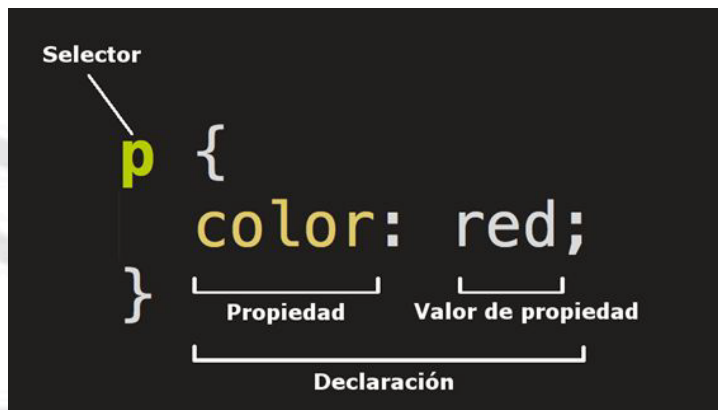 Selector
p {
color: red;
}
Propiedad Valor de propiedad
Declaración